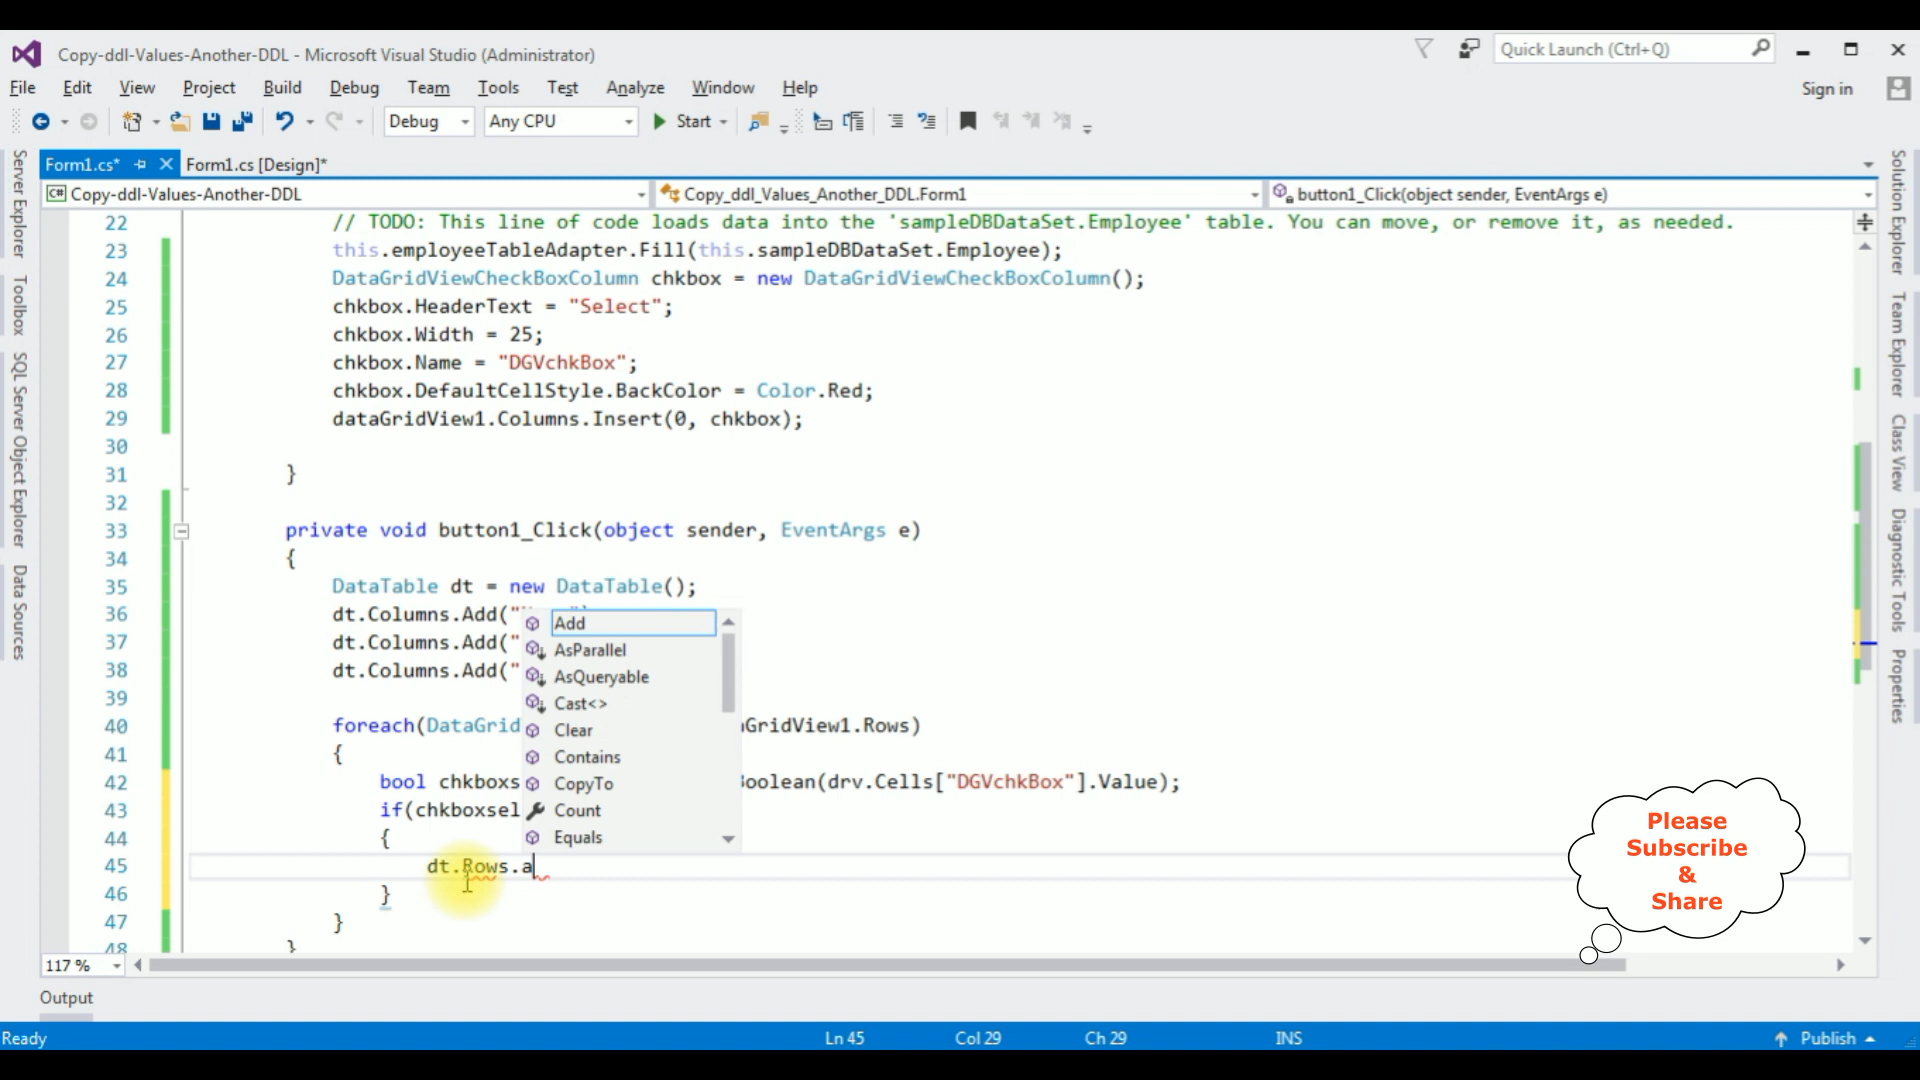 Copy-ddl-Values-Another-DDL - Microsoft Visual Studio (Administrator)
Quick Launch (Ctrl+Q)
File Edit View Project Build Debug Team Tools Test Analyze Window Help
Sign in
Debug Any CPU Start
Form1.cs* Form1.cs [Design]*
C# Copy-ddl-Values-Another-DDL Copy_ddl_Values_Another_DDL.Form1 button1_Click(object sender, EventArgs e)
22 // TODO: This line of code loads data into the 'sampleDBDataSet.Employee' table. You can move, or remove it, as needed.
23 this.employeeTableAdapter.Fill(this.sampleDBDataSet.Employee);
24 DataGridViewCheckBoxColumn chkbox = new DataGridViewCheckBoxColumn();
25 chkbox.HeaderText = "Select";
26 chkbox.Width = 25;
27 chkbox.Name = "DGVchkBox";
28 chkbox.DefaultCellStyle.BackColor = Color.Red;
29 dataGridView1.Columns.Insert(0, chkbox);
30
31 }
32
33 private void button1_Click(object sender, EventArgs e)
34 {
35 DataTable dt = new DataTable();
36 dt.Columns.Add("
37 dt.Columns.Add("
38 dt.Columns.Add("
39
40 foreach(DataGrid GridView1.Rows)
41 {
42 bool chkboxs Boolean(drv.Cells["DGVchkBox"].Value);
43 if(chkboxsel
44 {
45 dt.Rows.a
46 }
47 }
48 }
Add
AsParallel
AsQueryable
Cast<>
Clear
Contains
CopyTo
Count
Equals
Please
Subscribe
&
Share
Server Explorer
Toolbox
SQL Server Object Explorer
Data Sources
Solution Explorer
Team Explorer
Class View
Diagnostic Tools
Properties
117 %
Output
Ready Ln 45 Col 29 Ch 29 INS Publish